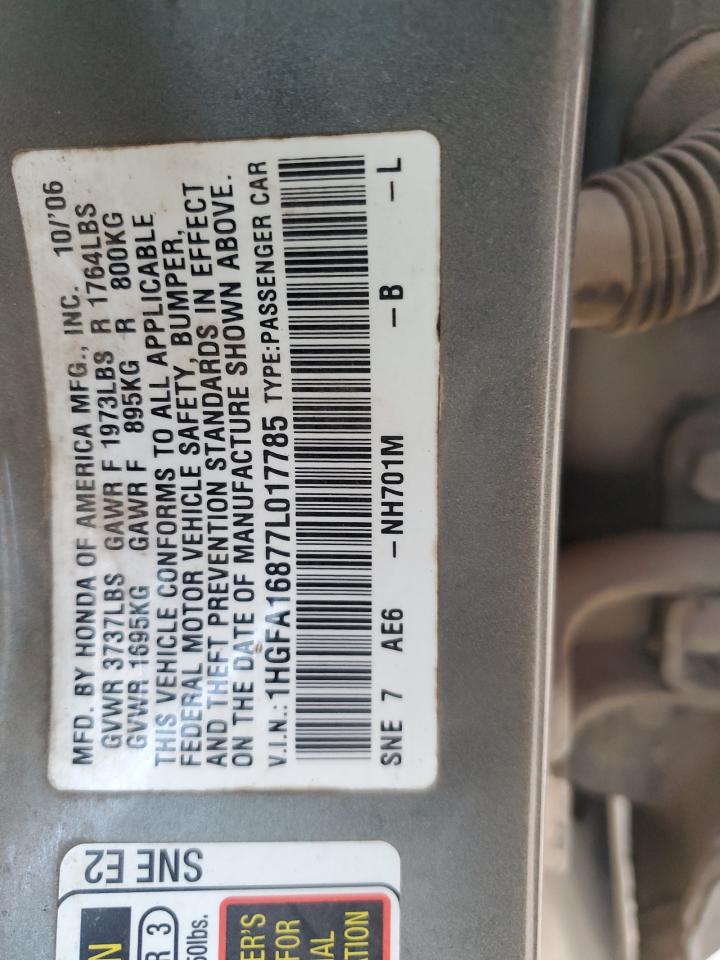 MFD. BY HONDA OF AMERICA MFG., INC. 10/'06
GVWR 3737LBS GAWR F 1973LBS R 1764LBS
GVWR 1695KG GAWR F 895KG R 800KG
THIS VEHICLE CONFORMS TO ALL APPLICABLE
FEDERAL MOTOR VEHICLE SAFETY, BUMPER,
AND THEFT PREVENTION STANDARDS IN EFFECT
ON THE DATE OF MANUFACTURE SHOWN ABOVE.
V.I.N.: 1HGFA16877L017785 TYPE:PASSENGER CAR
SNE 7 AE6 -NH701M -B -L
SNE E2